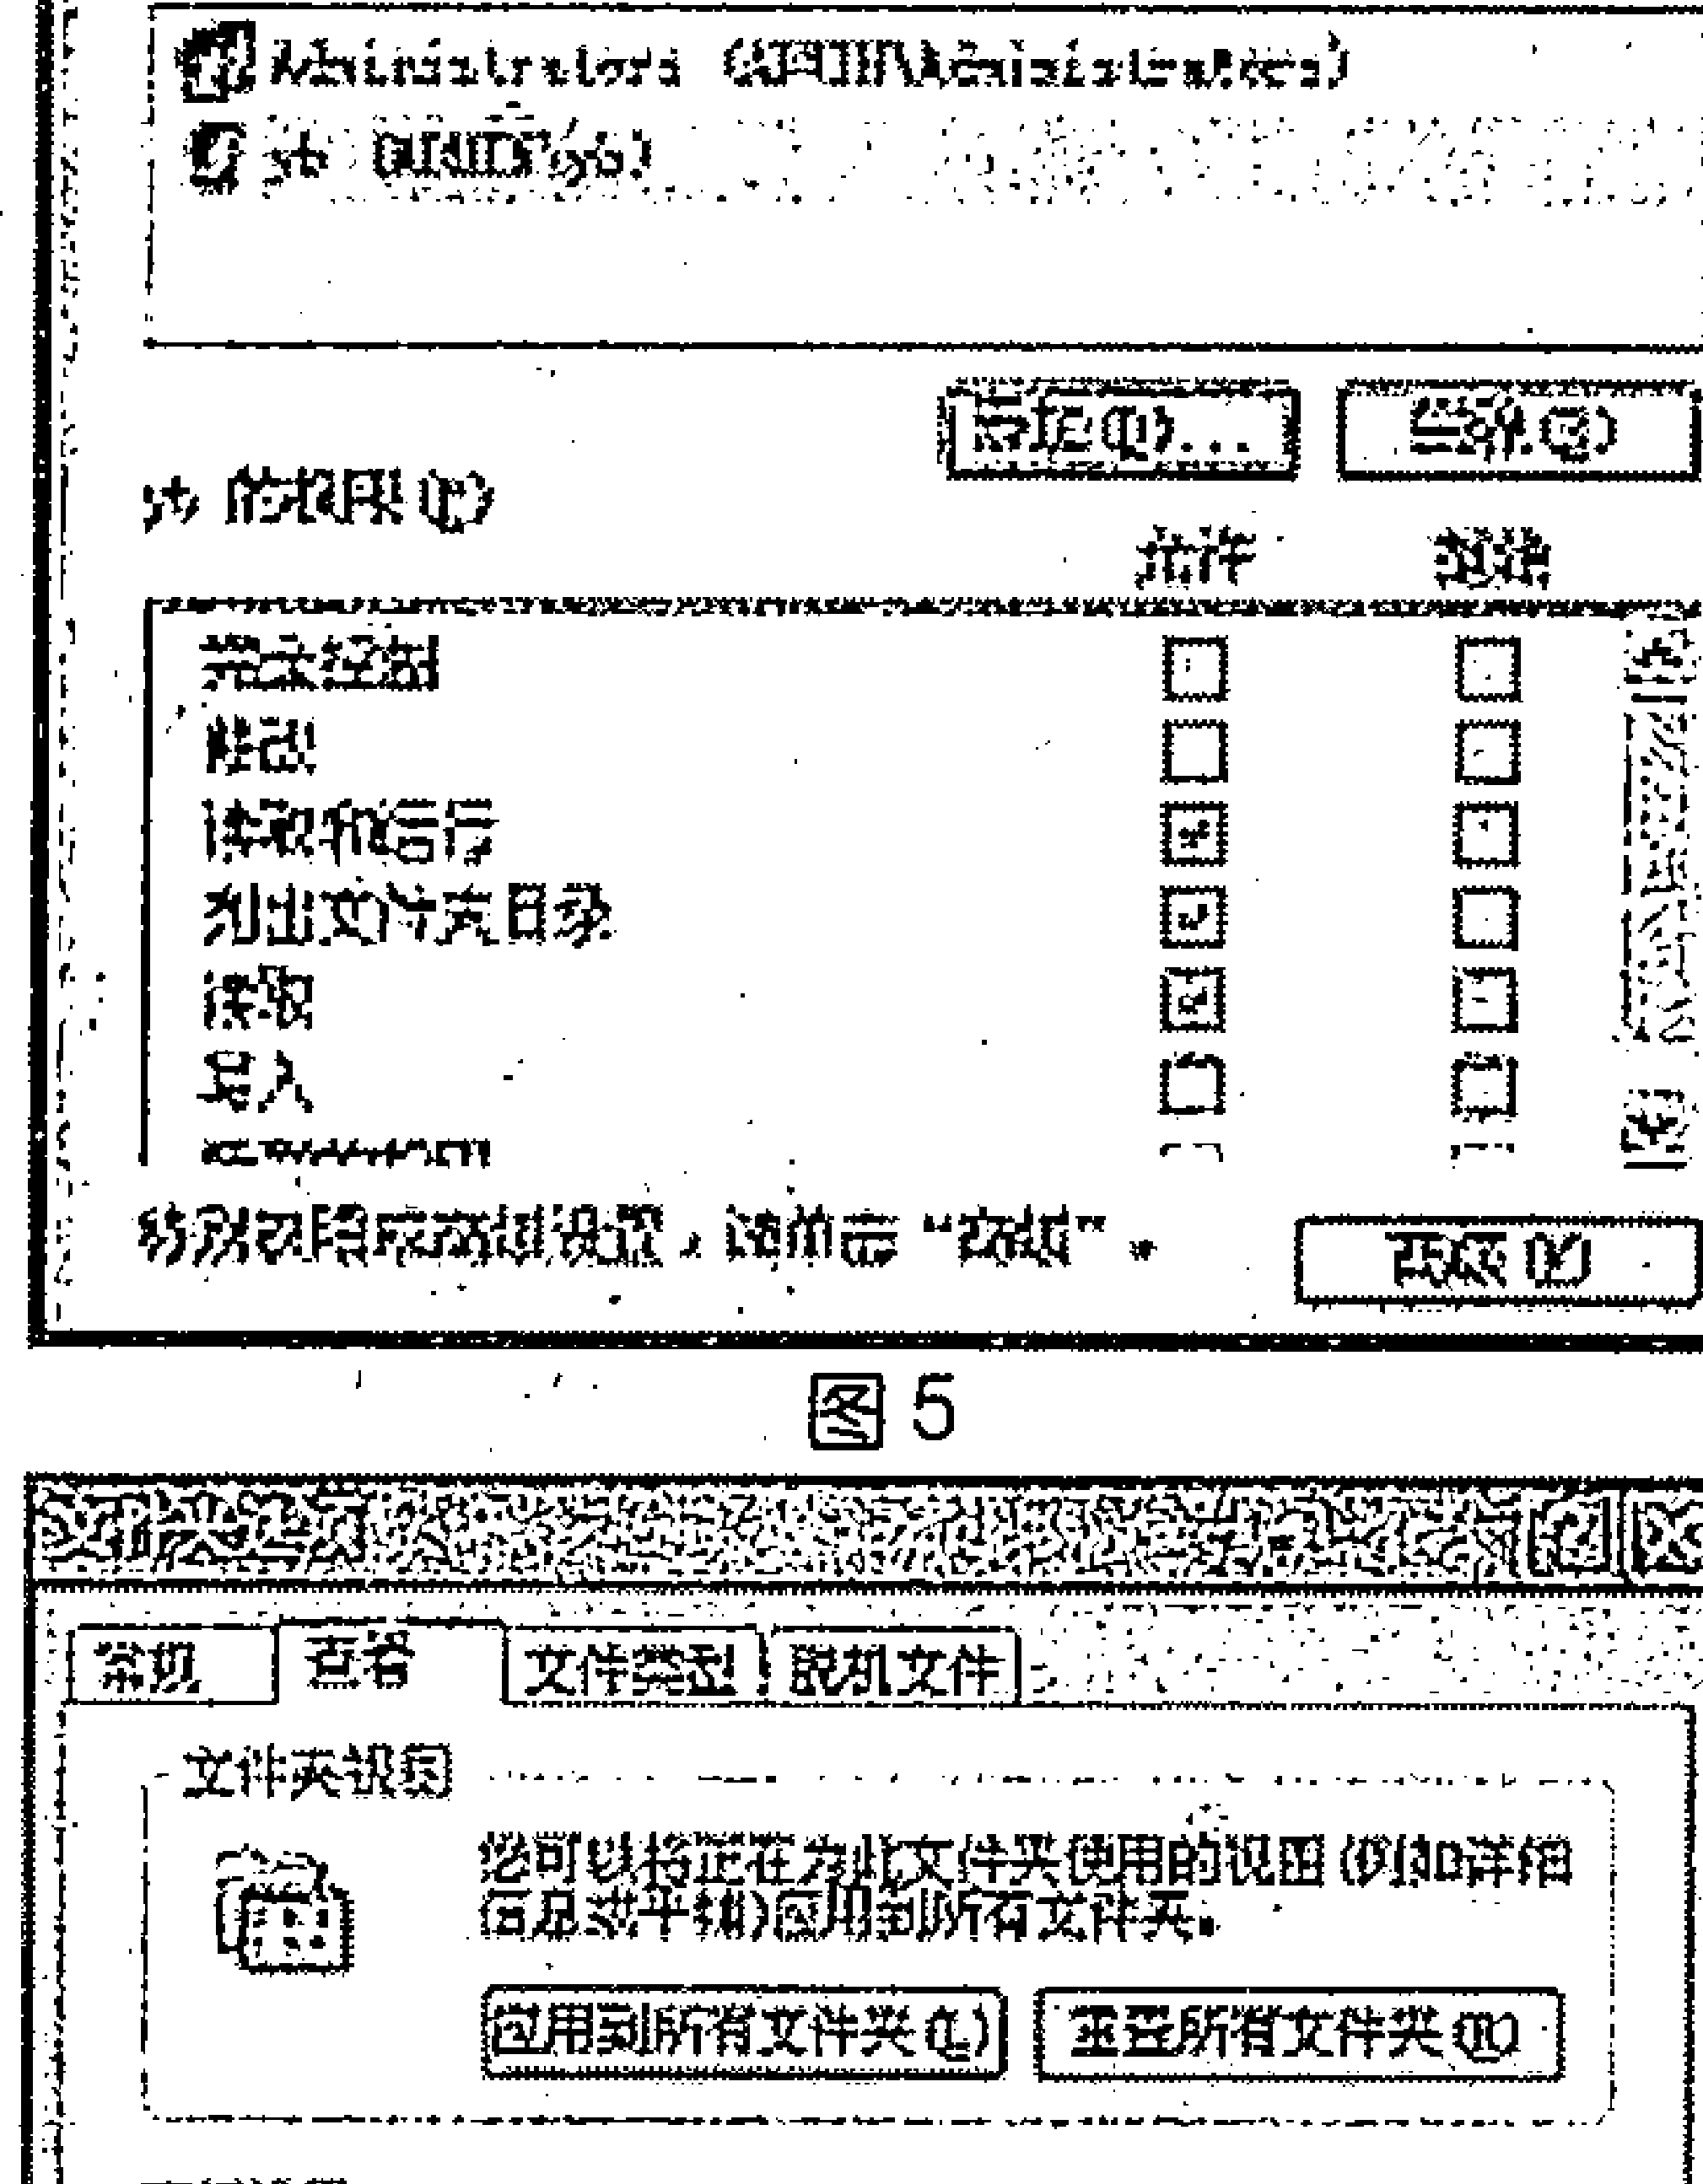 Administrators
添加(D)... 删除(R)
的权限(P)
允许 拒绝
完全控制
修改
读取和运行
列出文件夹目录
读取
写入
特别权限或高级设置，请单击“高级”。 高级(V)
图 5
文件夹选项
常规 查看 文件类型 脱机文件
文件夹视图
您可以将正在为此文件夹使用的视图(例如详细
信息或平铺)应用到所有文件夹。
应用到所有文件夹(L) 重置所有文件夹(R)